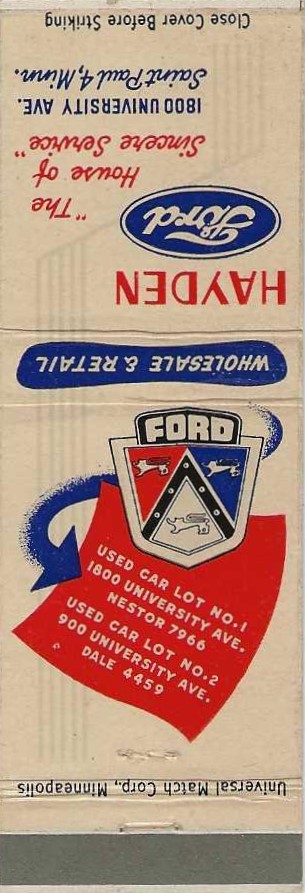 Close Cover Before Striking
HAYDEN
Ford
"The
House of
Sincere Service"
1800 UNIVERSITY AVE.
Saint Paul 4, Minn.
WHOLESALE & RETAIL
FORD
USED CAR LOT NO.1
1800 UNIVERSITY AVE.
NESTOR 7966
USED CAR LOT NO.2
900 UNIVERSITY AVE.
DALE 4459
Universal Match Corp., Minneapolis